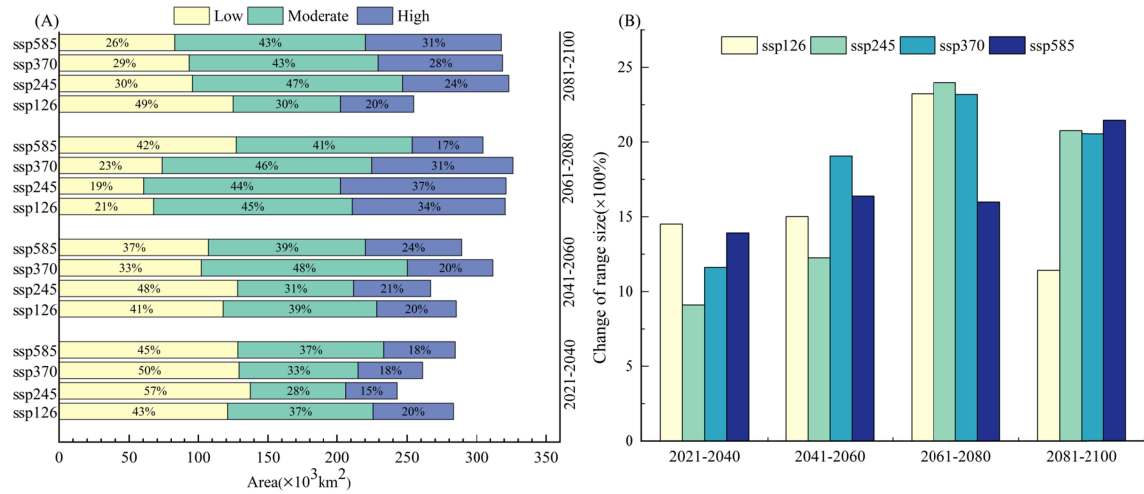 (A)
Low Moderate High
ssp585 26% 43% 31%
ssp370 29% 43% 28%
ssp245 30% 47% 24%
ssp126 49% 30% 20%
2081-2100
ssp585 42% 41% 17%
ssp370 23% 46% 31%
ssp245 19% 44% 37%
ssp126 21% 45% 34%
2061-2080
ssp585 37% 39% 24%
ssp370 33% 48% 20%
ssp245 48% 31% 21%
ssp126 41% 39% 20%
2041-2060
ssp585 45% 37% 18%
ssp370 50% 33% 18%
ssp245 57% 28% 15%
ssp126 43% 37% 20%
2021-2040
0 50 100 150 200 250 300 350
Area(×10³km²)
(B)
ssp126 ssp245 ssp370 ssp585
Change of range size(×100%)
25
20
15
10
5
0
2021-2040 2041-2060 2061-2080 2081-2100